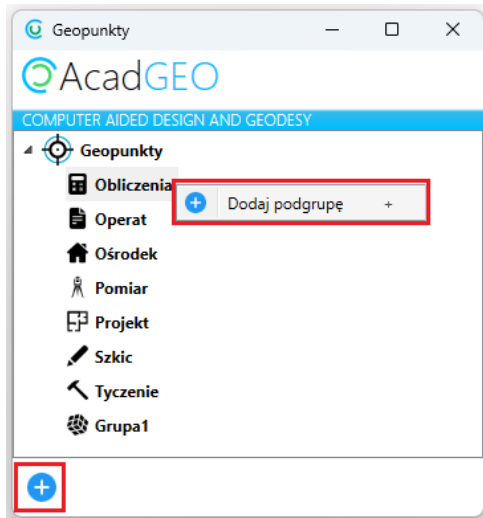 Geopunkty
AcadGEO
COMPUTER AIDED DESIGN AND GEODESY
Geopunkty
Obliczenia
Dodaj podgrupę +
Operat
Ośrodek
Pomiar
Projekt
Szkic
Tyczenie
Grupa1